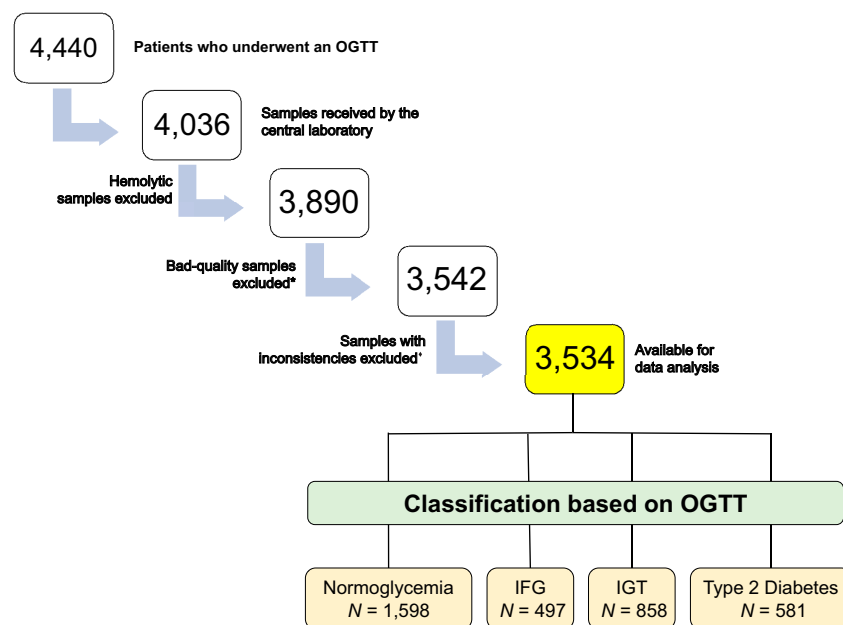 4,440
Patients who underwent an OGTT
4,036
Samples received by the
central laboratory
Hemolytic
samples excluded
3,890
Bad-quality samples
excluded*
3,542
Samples with
inconsistencies excluded⁺
3,534
Available for
data analysis
Classification based on OGTT
Normoglycemia
N = 1,598
IFG
N = 497
IGT
N = 858
Type 2 Diabetes
N = 581